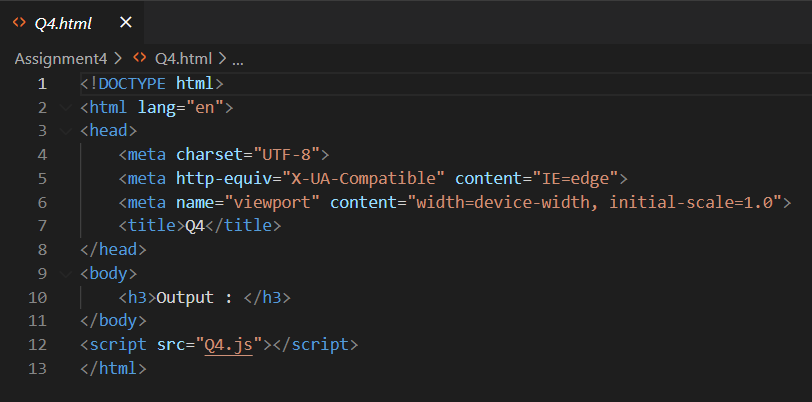 <> Q4.html ×
Assignment4 > <> Q4.html > ...
1 <!DOCTYPE html>
2 <html lang="en">
3 <head>
4     <meta charset="UTF-8">
5     <meta http-equiv="X-UA-Compatible" content="IE=edge">
6     <meta name="viewport" content="width=device-width, initial-scale=1.0">
7     <title>Q4</title>
8 </head>
9 <body>
10     <h3>Output : </h3>
11 </body>
12 <script src="Q4.js"></script>
13 </html>